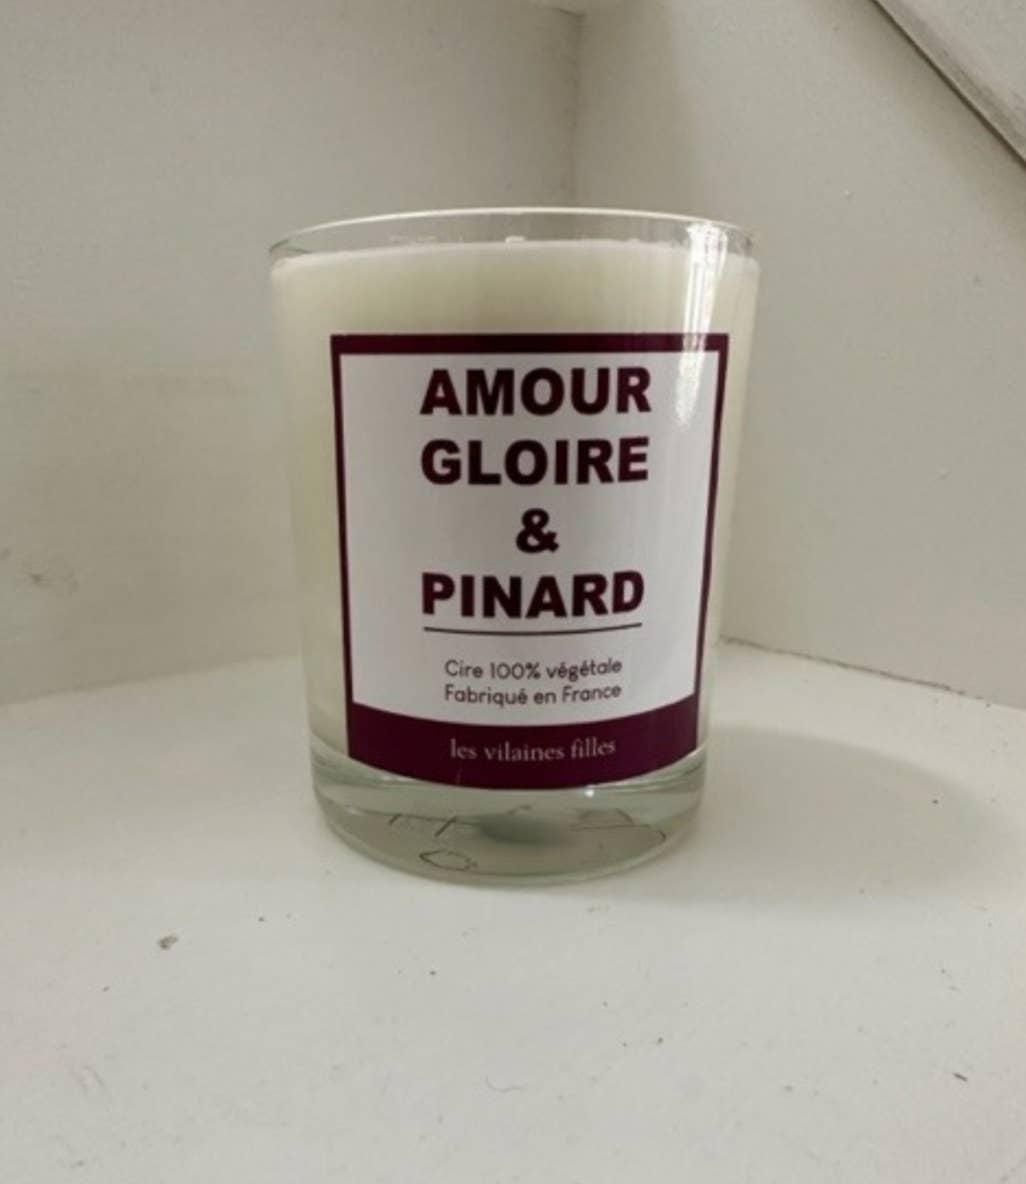 AMOUR
GLOIRE
&
PINARD
Cire 100% végétale
Fabriqué en France
les vilaines filles